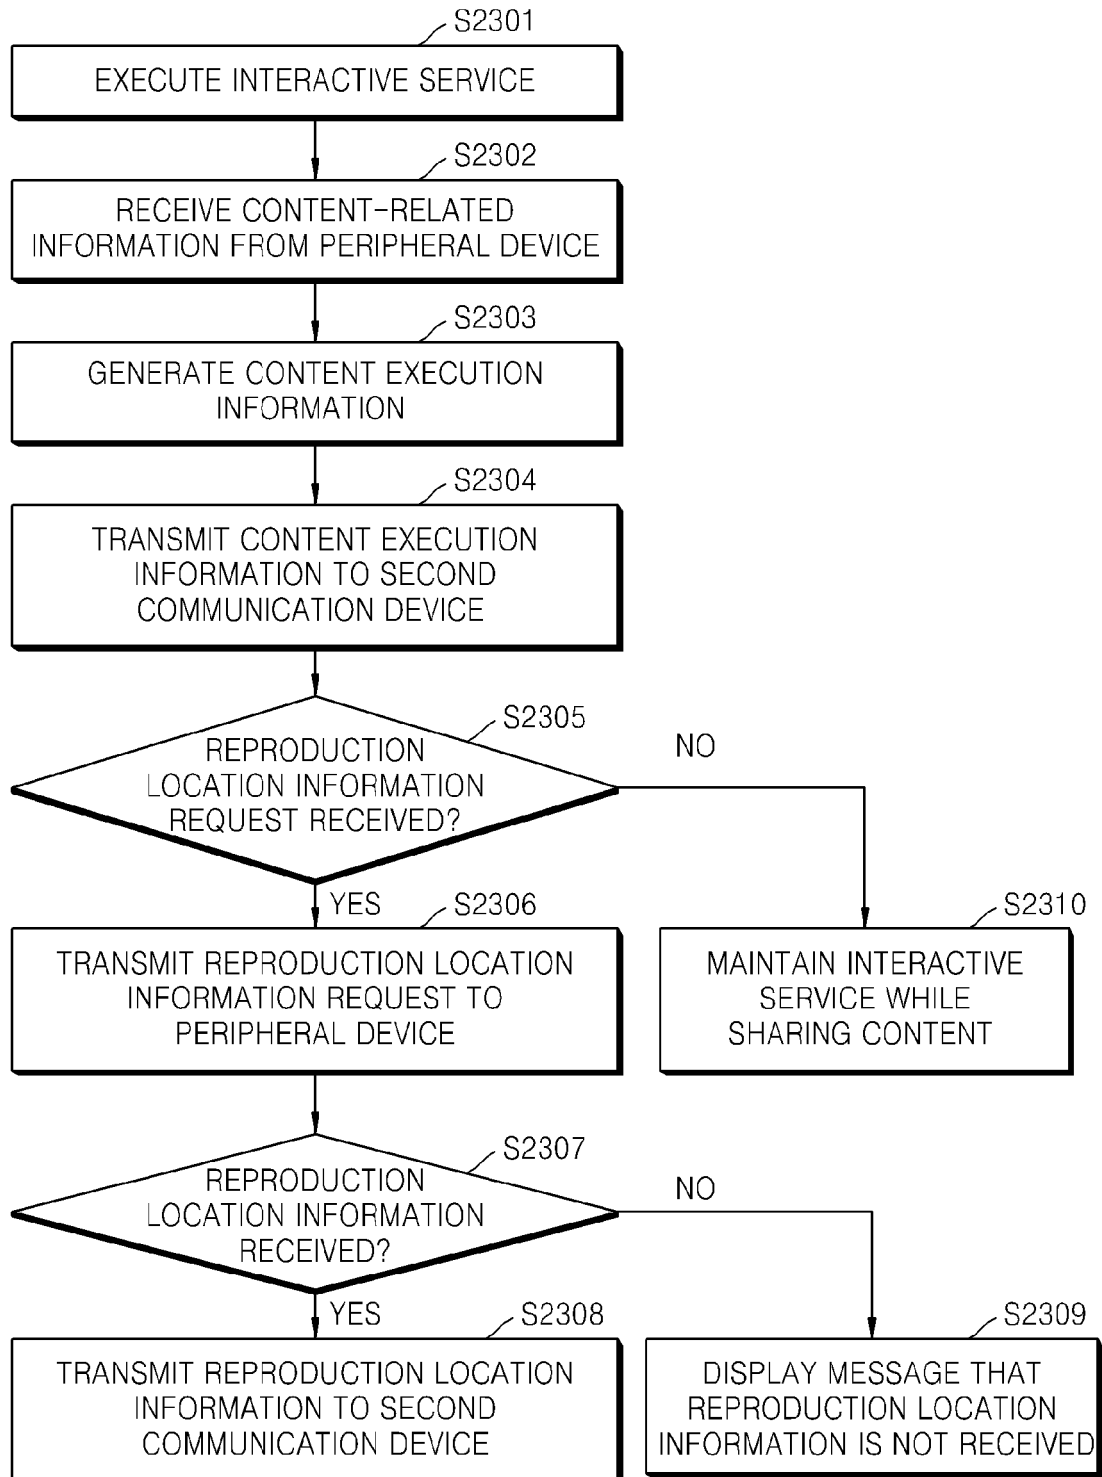 S2301
EXECUTE INTERACTIVE SERVICE
S2302
RECEIVE CONTENT-RELATED
INFORMATION FROM PERIPHERAL DEVICE
S2303
GENERATE CONTENT EXECUTION
INFORMATION
S2304
TRANSMIT CONTENT EXECUTION
INFORMATION TO SECOND
COMMUNICATION DEVICE
S2305
REPRODUCTION
LOCATION INFORMATION
REQUEST RECEIVED?
NO
YES
S2306
TRANSMIT REPRODUCTION LOCATION
INFORMATION REQUEST TO
PERIPHERAL DEVICE
S2310
MAINTAIN INTERACTIVE
SERVICE WHILE
SHARING CONTENT
S2307
REPRODUCTION
LOCATION INFORMATION
RECEIVED?
NO
YES
S2308
TRANSMIT REPRODUCTION LOCATION
INFORMATION TO SECOND
COMMUNICATION DEVICE
S2309
DISPLAY MESSAGE THAT
REPRODUCTION LOCATION
INFORMATION IS NOT RECEIVED